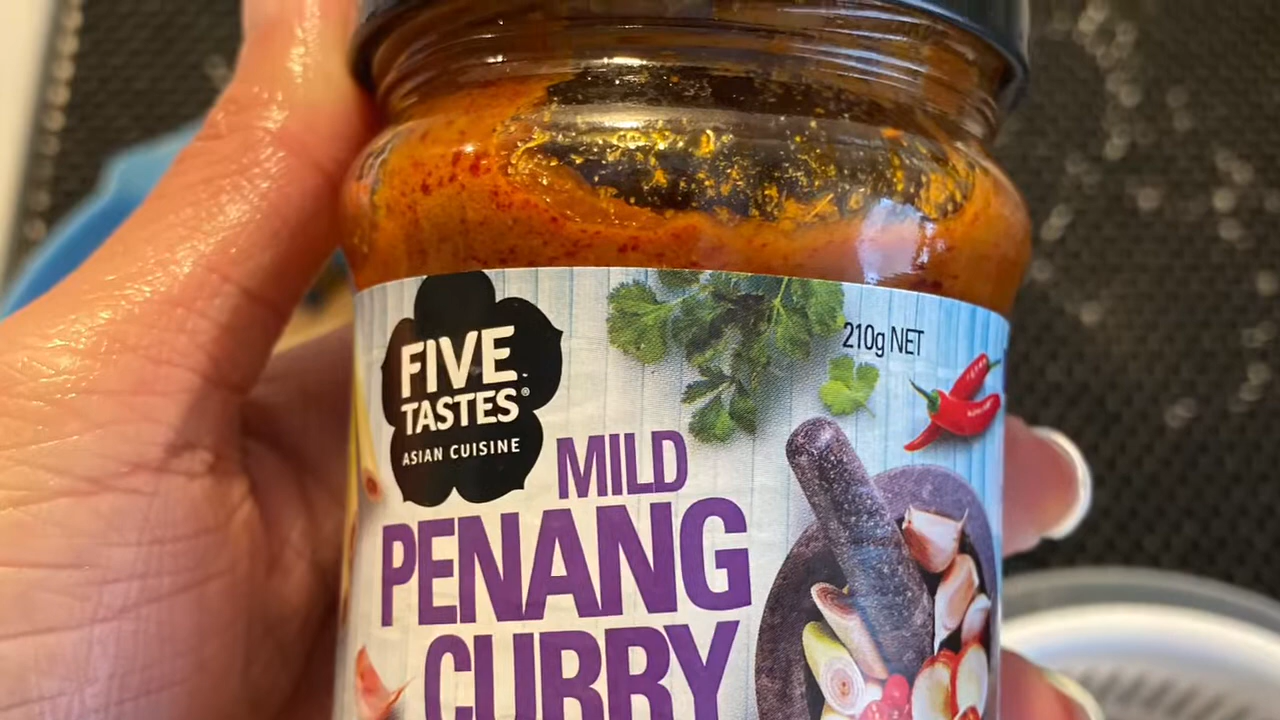 FIVE
TASTES®
ASIAN CUISINE
210g NET
MILD
PENANG
CURRY